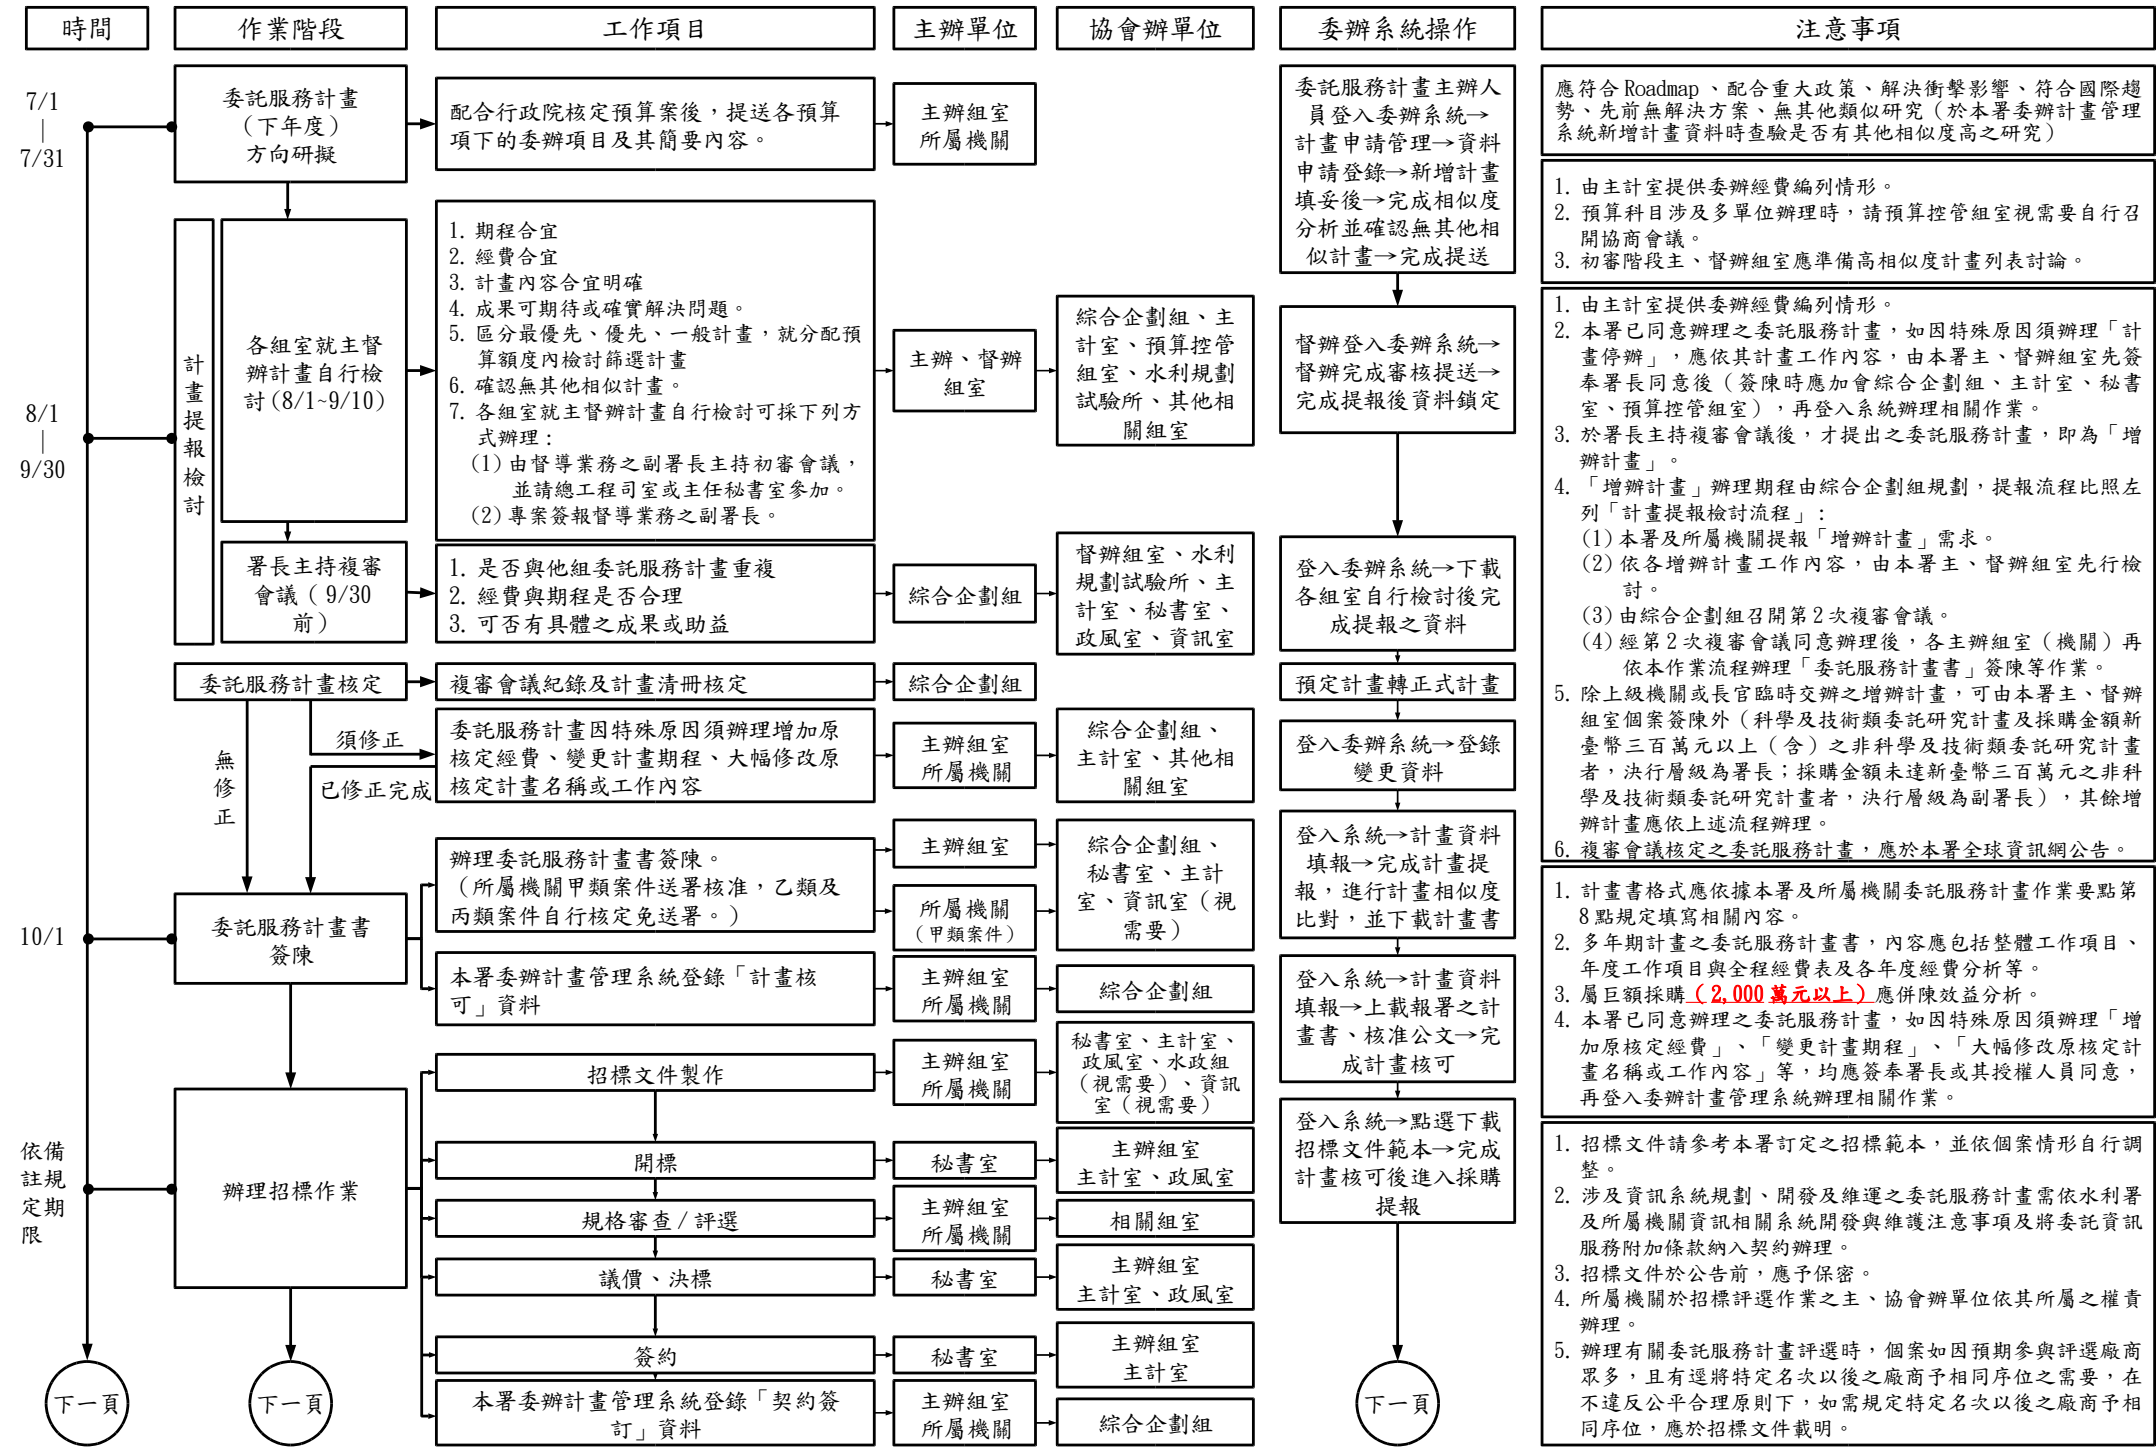 時間
作業階段
工作項目
主辦單位
協會辦單位
委辦系統操作
注意事項
7/1
|
7/31
委託服務計畫
（下年度）
方向研擬
配合行政院核定預算案後，提送各預算
項下的委辦項目及其簡要內容。
主辦組室
所屬機關
委託服務計畫主辦人
員登入委辦系統→
計畫申請管理→資料
申請登錄→新增計畫
填妥後→完成相似度
分析並確認無其他相
似計畫→完成提送
應符合 Roadmap 、配合重大政策、解決衝擊影響、符合國際趨
勢、先前無解決方案、無其他類似研究（於本署委辦計畫管理
系統新增計畫資料時查驗是否有其他相似度高之研究）
1. 由主計室提供委辦經費編列情形。
2. 預算科目涉及多單位辦理時，請預算控管組室視需要自行召
開協商會議。
3. 初審階段主、督辦組室應準備高相似度計畫列表討論。
8/1
|
9/30
計畫提報檢討
各組室就主督
辦計畫自行檢
討(8/1~9/10)
1. 期程合宜
2. 經費合宜
3. 計畫內容合宜明確
4. 成果可期待或確實解決問題。
5. 區分最優先、優先、一般計畫，就分配預
算額度內檢討篩選計畫
6. 確認無其他相似計畫。
7. 各組室就主督辦計畫自行檢討可採下列方
式辦理：
(1)由督導業務之副署長主持初審會議，
並請總工程司室或主任秘書室參加。
(2)專案簽報督導業務之副署長。
主辦、督辦
組室
綜合企劃組、主
計室、預算控管
組室、水利規劃
試驗所、其他相
關組室
督辦登入委辦系統→
督辦完成審核提送→
完成提報後資料鎖定
1. 由主計室提供委辦經費編列情形。
2. 本署已同意辦理之委託服務計畫，如因特殊原因須辦理「計
畫停辦」，應依其計畫工作內容，由本署主、督辦組室先簽
奉署長同意後（簽陳時應加會綜合企劃組、主計室、秘書
室、預算控管組室），再登入系統辦理相關作業。
3. 於署長主持複審會議後，才提出之委託服務計畫，即為「增
辦計畫」。
4. 「增辦計畫」辦理期程由綜合企劃組規劃，提報流程比照左
列「計畫提報檢討流程」：
(1)本署及所屬機關提報「增辦計畫」需求。
(2)依各增辦計畫工作內容，由本署主、督辦組室先行檢
討。
(3)由綜合企劃組召開第2次複審會議。
(4)經第2次複審會議同意辦理後，各主辦組室（機關）再
依本作業流程辦理「委託服務計畫書」簽陳等作業。
5. 除上級機關或長官臨時交辦之增辦計畫，可由本署主、督辦
組室個案簽陳外（科學及技術類委託研究計畫及採購金額新
臺幣三百萬元以上（含）之非科學及技術類委託研究計畫
者，決行層級為署長；採購金額未達新臺幣三百萬元之非科
學及技術類委託研究計畫者，決行層級為副署長），其餘增
辦計畫應依上述流程辦理。
6. 複審會議核定之委託服務計畫，應於本署全球資訊網公告。
署長主持複審
會議（ 9/30
前）
1. 是否與他組委託服務計畫重複
2. 經費與期程是否合理
3. 可否有具體之成果或助益
綜合企劃組
督辦組室、水利
規劃試驗所、主
計室、秘書室、
政風室、資訊室
登入委辦系統→下載
各組室自行檢討後完
成提報之資料
委託服務計畫核定
複審會議紀錄及計畫清冊核定
綜合企劃組
預定計畫轉正式計畫
無修正
須修正
已修正完成
委託服務計畫因特殊原因須辦理增加原
核定經費、變更計畫期程、大幅修改原
核定計畫名稱或工作內容
主辦組室
所屬機關
綜合企劃組、
主計室、其他相
關組室
登入委辦系統→登錄
變更資料
10/1
委託服務計畫書
簽陳
辦理委託服務計畫書簽陳。
（所屬機關甲類案件送署核准，乙類及
丙類案件自行核定免送署。）
主辦組室
所屬機關
（甲類案件）
綜合企劃組、
秘書室、主計
室、資訊室（視
需要）
登入系統→計畫資料
填報→完成計畫提
報，進行計畫相似度
比對，並下載計畫書
1. 計畫書格式應依據本署及所屬機關委託服務計畫作業要點第
8點規定填寫相關內容。
2. 多年期計畫之委託服務計畫書，內容應包括整體工作項目、
年度工作項目與全程經費表及各年度經費分析等。
3. 屬巨額採購（2,000萬元以上）應併陳效益分析。
4. 本署已同意辦理之委託服務計畫，如因特殊原因須辦理「增
加原核定經費」、「變更計畫期程」、「大幅修改原核定計
畫名稱或工作內容」等，均應簽奉署長或其授權人員同意，
再登入委辦計畫管理系統辦理相關作業。
本署委辦計畫管理系統登錄「計畫核
可」資料
主辦組室
所屬機關
綜合企劃組
登入系統→計畫資料
填報→上載報署之計
畫書、核准公文→完
成計畫核可
依備
註規
定期
限
辦理招標作業
招標文件製作
主辦組室
所屬機關
秘書室、主計室、
政風室、水政組
（視需要）、資訊
室（視需要）
登入系統→點選下載
招標文件範本→完成
計畫核可後進入採購
提報
1. 招標文件請參考本署訂定之招標範本，並依個案情形自行調
整。
2. 涉及資訊系統規劃、開發及維運之委託服務計畫需依水利署
及所屬機關資訊相關系統開發與維護注意事項及將委託資訊
服務附加條款納入契約辦理。
3. 招標文件於公告前，應予保密。
4. 所屬機關於招標評選作業之主、協會辦單位依其所屬之權責
辦理。
5. 辦理有關委託服務計畫評選時，個案如因預期參與評選廠商
眾多，且有逕將特定名次以後之廠商予相同序位之需要，在
不違反公平合理原則下，如需規定特定名次以後之廠商予相
同序位，應於招標文件載明。
開標
秘書室
主辦組室
主計室、政風室
規格審查/評選
主辦組室
所屬機關
相關組室
議價、決標
秘書室
主辦組室
主計室、政風室
簽約
秘書室
主辦組室
主計室
本署委辦計畫管理系統登錄「契約簽
訂」資料
主辦組室
所屬機關
綜合企劃組
下一頁
下一頁
下一頁